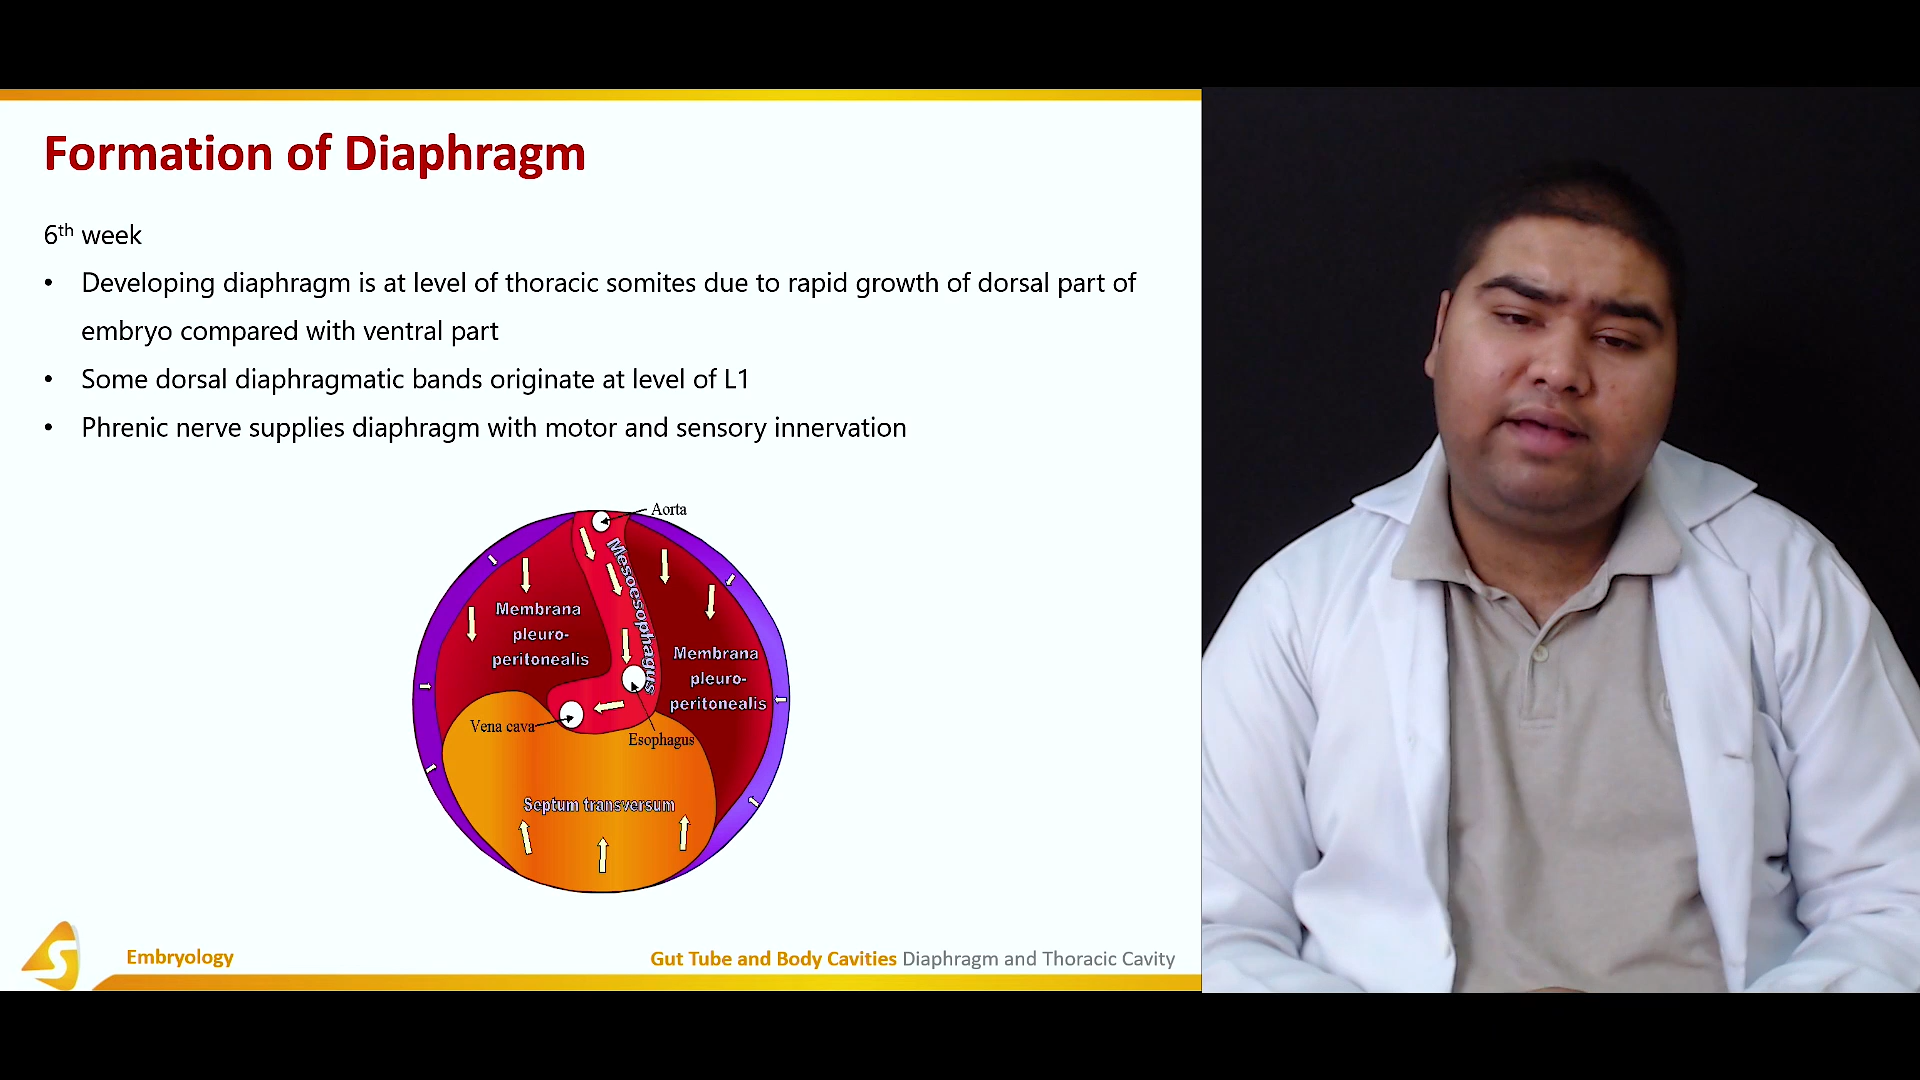 Formation of Diaphragm
6th week
• Developing diaphragm is at level of thoracic somites due to rapid growth of dorsal part of
embryo compared with ventral part
• Some dorsal diaphragmatic bands originate at level of L1
• Phrenic nerve supplies diaphragm with motor and sensory innervation
Aorta
Mesoesophagus
Membrana
pleuro-
peritonealis
Membrana
pleuro-
peritonealis
Vena cava
Esophagus
Septum transversum
S
Embryology
Gut Tube and Body Cavities Diaphragm and Thoracic Cavity